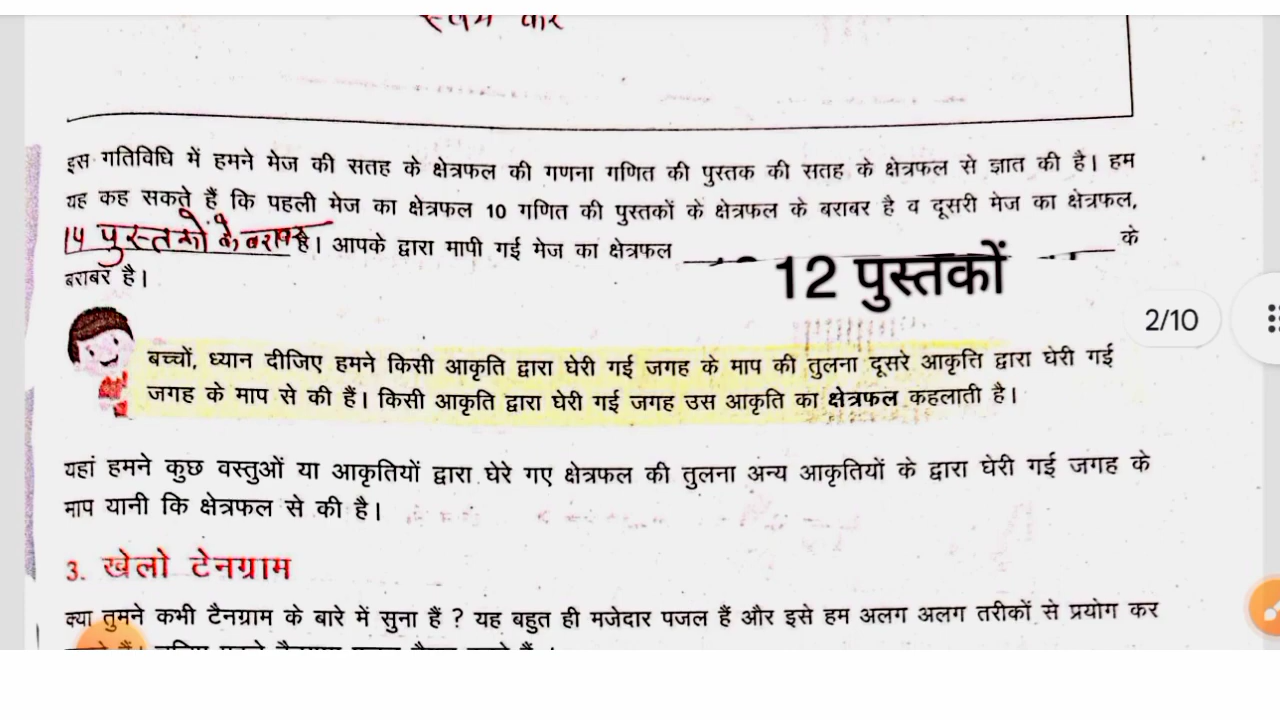 इस गतिविधि में हमने मेज की सतह के क्षेत्रफल की गणना गणित की पुस्तक की सतह के क्षेत्रफल से ज्ञात की है। हम
यह कह सकते हैं कि पहली मेज का क्षेत्रफल 10 गणित की पुस्तकों के क्षेत्रफल के बराबर है व दूसरी मेज का क्षेत्रफल,
14 पुस्तकों के बराबर है। आपके द्वारा मापी गई मेज का क्षेत्रफल 12 पुस्तकों के
बराबर है।
2/10
बच्चों, ध्यान दीजिए हमने किसी आकृति द्वारा घेरी गई जगह के माप की तुलना दूसरे आकृति द्वारा घेरी गई
जगह के माप से की हैं। किसी आकृति द्वारा घेरी गई जगह उस आकृति का क्षेत्रफल कहलाती है।
यहां हमने कुछ वस्तुओं या आकृतियों द्वारा घेरे गए क्षेत्रफल की तुलना अन्य आकृतियों के द्वारा घेरी गई जगह के
माप यानी कि क्षेत्रफल से की है।
3. खेलो टेनग्राम
क्या तुमने कभी टैनग्राम के बारे में सुना हैं ? यह बहुत ही मजेदार पजल हैं और इसे हम अलग अलग तरीकों से प्रयोग कर